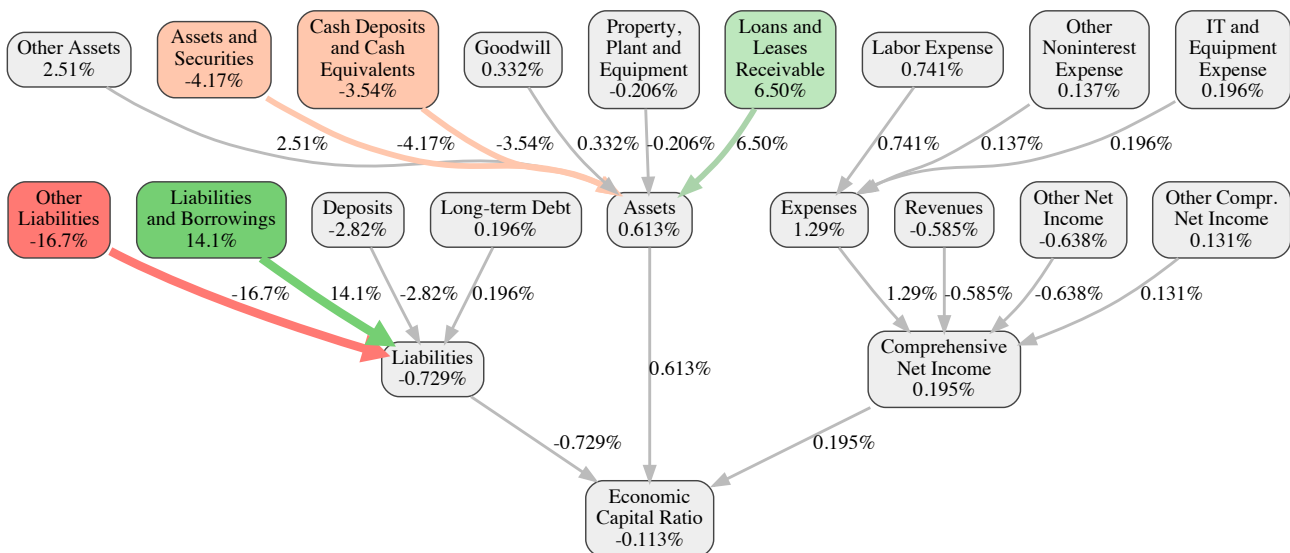 Other Assets
2.51%
Assets and
Securities
-4.17%
Cash Deposits
and Cash
Equivalents
-3.54%
Goodwill
0.332%
Property,
Plant and
Equipment
-0.206%
Loans and
Leases
Receivable
6.50%
Labor Expense
0.741%
Other
Noninterest
Expense
0.137%
IT and
Equipment
Expense
0.196%
2.51%
-4.17%
-3.54%
0.332%
-0.206%
6.50%
0.741%
0.137%
0.196%
Other
Liabilities
-16.7%
Liabilities
and Borrowings
14.1%
Deposits
-2.82%
Long-term Debt
0.196%
Assets
0.613%
Expenses
1.29%
Revenues
-0.585%
Other Net
Income
-0.638%
Other Compr.
Net Income
0.131%
-16.7%
14.1%
-2.82%
0.196%
1.29%
-0.585%
-0.638%
0.131%
Liabilities
-0.729%
0.613%
Comprehensive
Net Income
0.195%
-0.729%
0.195%
Economic
Capital Ratio
-0.113%